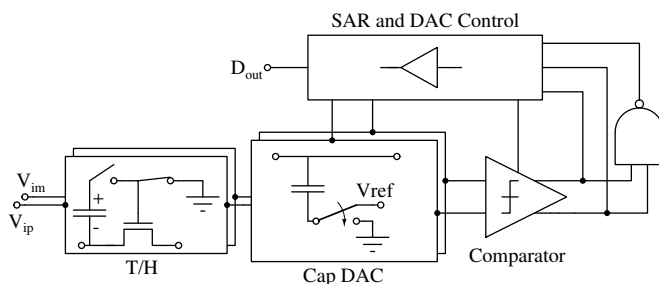 SAR and DAC Control
D_out
V_im
V_ip
+
-
T/H
Vref
Cap DAC
Comparator